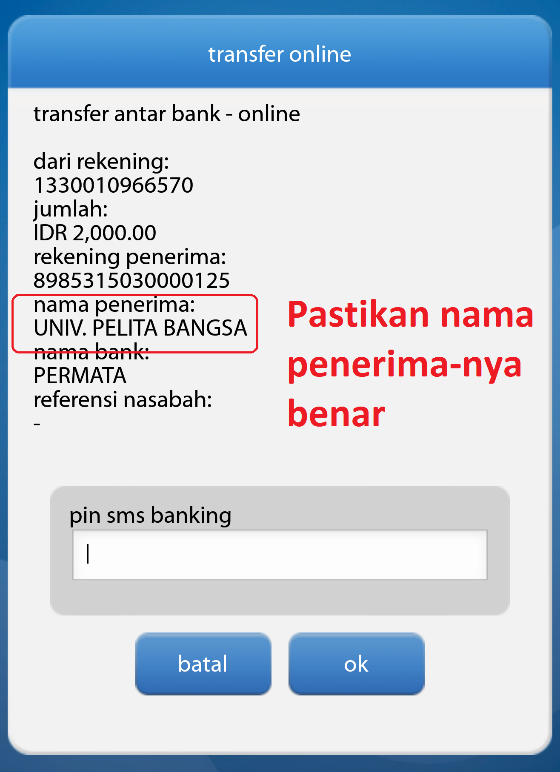 transfer online
transfer antar bank - online
dari rekening:
1330010966570
jumlah:
IDR 2,000.00
rekening penerima:
8985315030000125
nama penerima:
UNIV. PELITA BANGSA
nama bank:
PERMATA
referensi nasabah:
-
Pastikan nama
penerima-nya
benar
pin sms banking
batal
ok